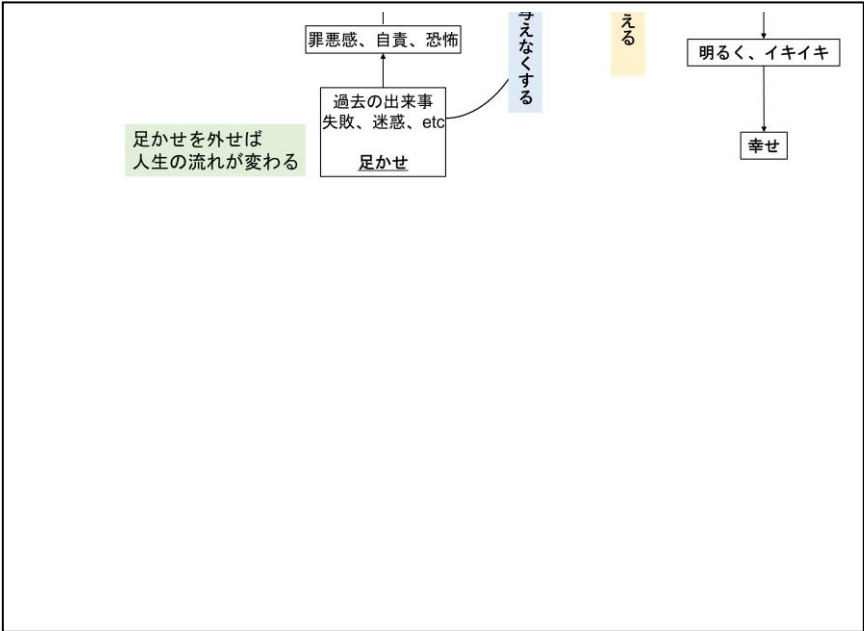 罪悪感、自責、恐怖
過去の出来事
失敗、迷惑、etc
足かせ
足かせを外せば
人生の流れが変わる
与えなくする
える
明るく、イキイキ
幸せ